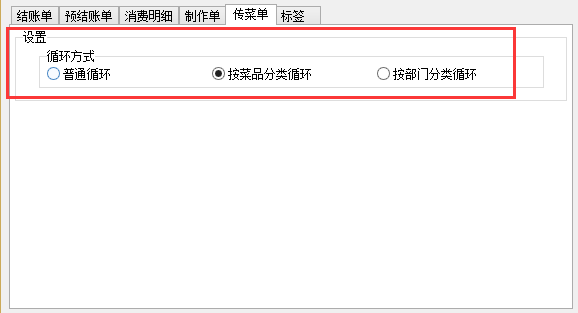 结账单 预结账单 消费明细 制作单 传菜单 标签
设置
循环方式
普通循环 按菜品分类循环 按部门分类循环